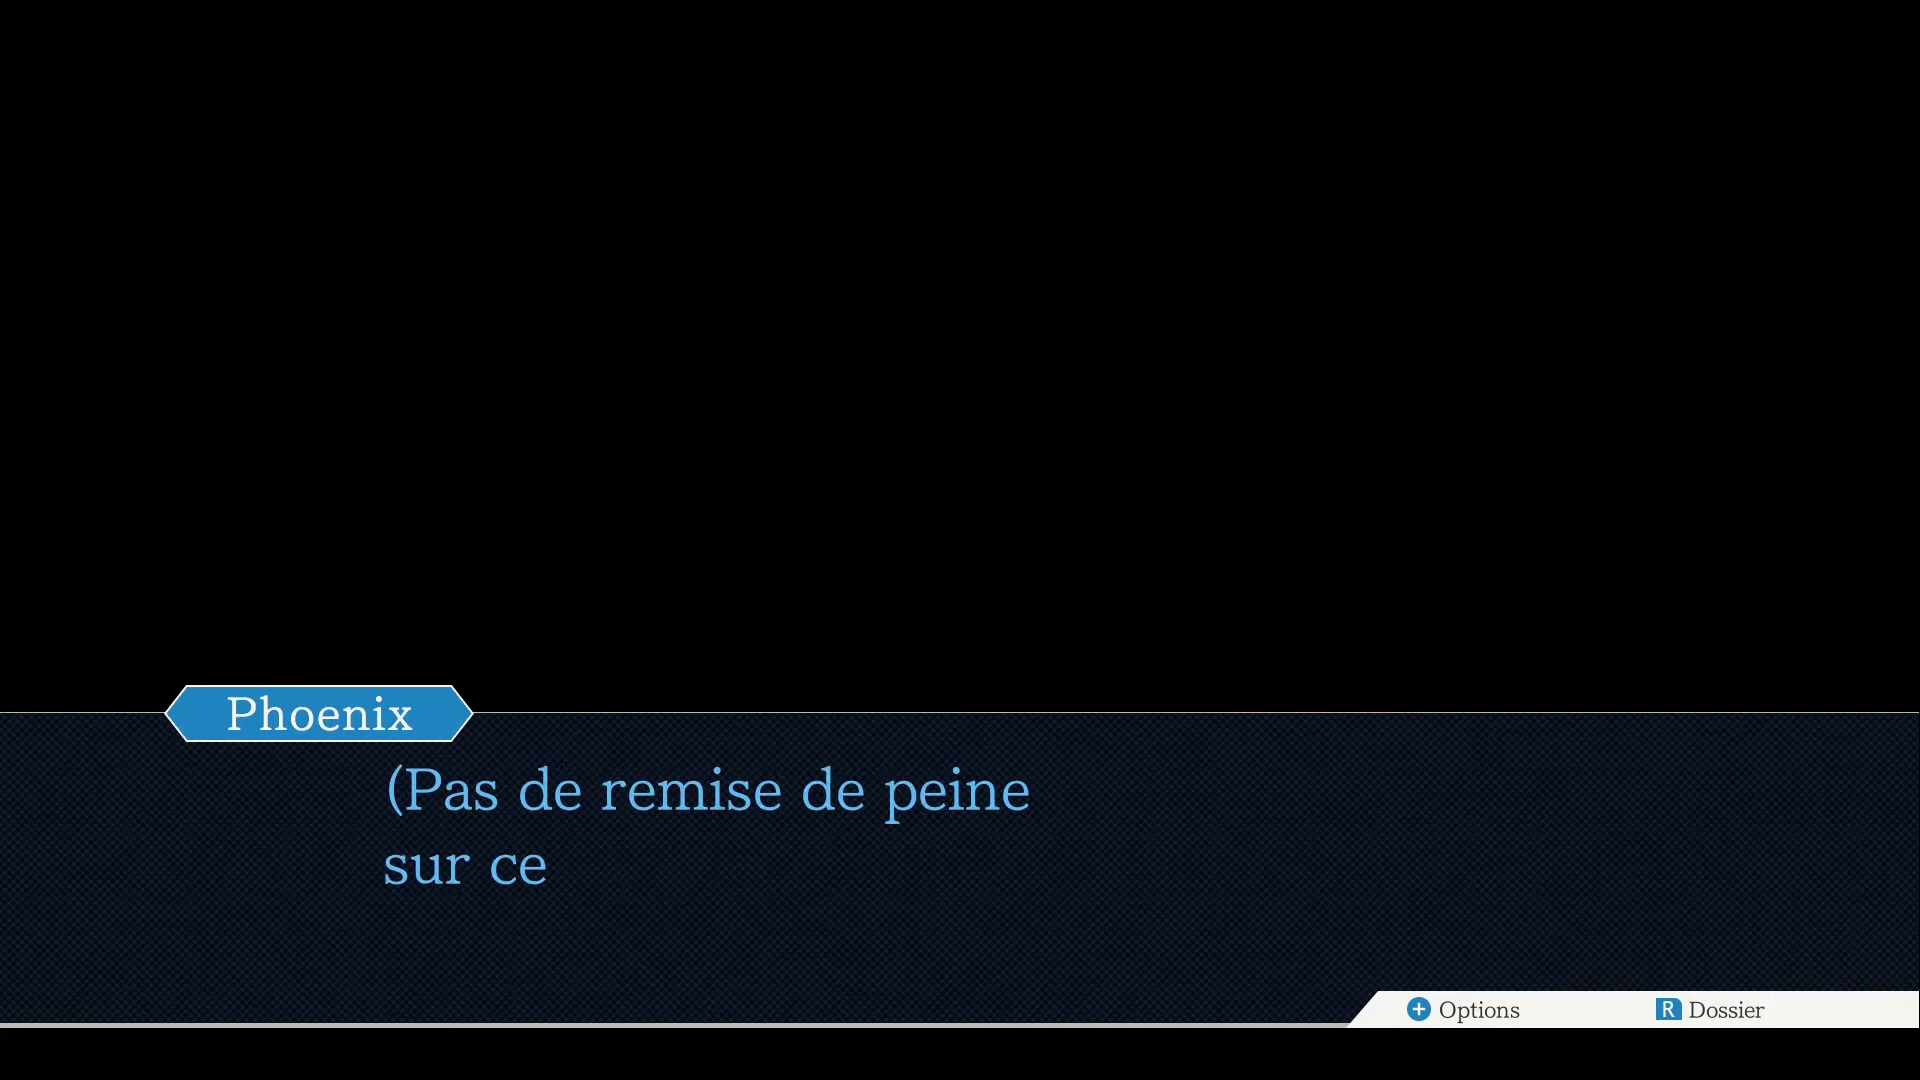 Phoenix
(Pas de remise de peine
sur ce
+ Options
R Dossier